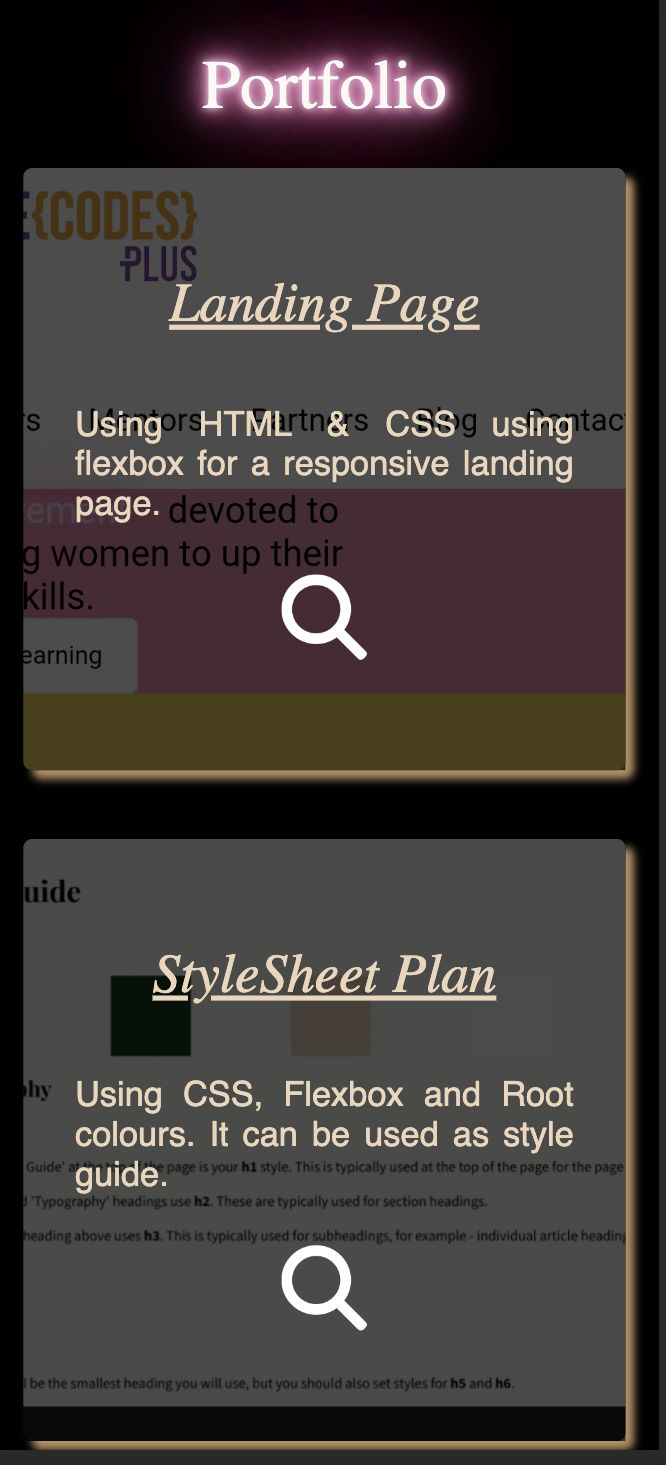 Portfolio
{CODES}
PLUS
Landing Page
rs Mentors Partners Blog Contact
Using HTML & CSS using
flexbox for a responsive landing
page.
devoted to
g women to up their
kills.
earning
uide
StyleSheet Plan
phy
Using CSS, Flexbox and Root
colours. It can be used as style
guide.
Guide' at the top of the page is your h1 style. This is typically used at the top of the page for the page
'Typography' headings use h2. These are typically used for section headings.
heading above uses h3. This is typically used for subheadings, for example - individual article heading
l be the smallest heading you will use, but you should also set styles for h5 and h6.